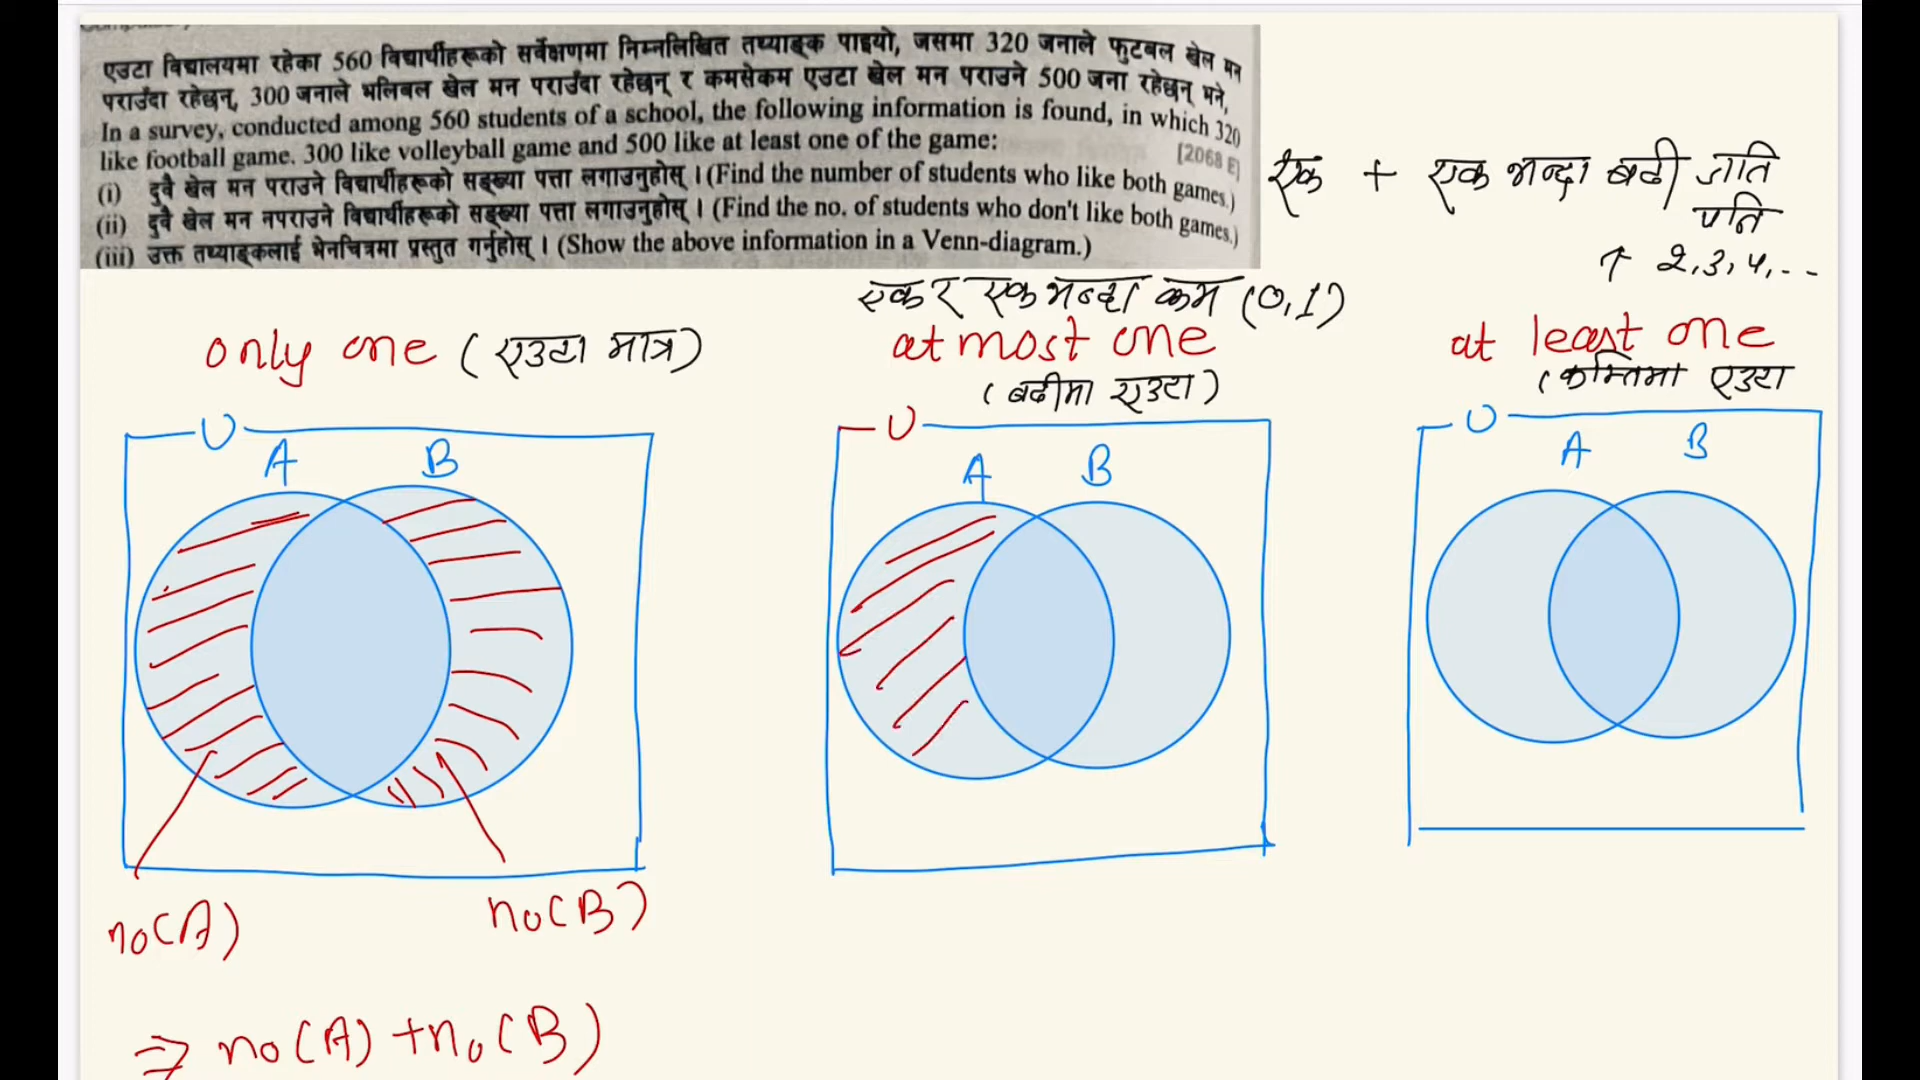 एउटा विद्यालयमा रहेका 560 विद्यार्थीहरूको सर्वेक्षणमा निम्नलिखित तथ्याङ्क पाइयो, जसमा 320 जनाले फुटबल खेल मन
पराउँदा रहेछन्, 300 जनाले भलिबल खेल मन पराउँदा रहेछन् र कमसेकम एउटा खेल मन पराउने 500 जना रहेछन् भने,
In a survey, conducted among 560 students of a school, the following information is found, in which 320
like football game. 300 like volleyball game and 500 like at least one of the game:
[2068 E]
(i) दुवै खेल मन पराउने विद्यार्थीहरूको सङ्ख्या पत्ता लगाउनुहोस् । (Find the number of students who like both games.)
(ii) दुवै खेल मन नपराउने विद्यार्थीहरूको सङ्ख्या पत्ता लगाउनुहोस् । (Find the no. of students who don't like both games.)
(iii) उक्त तथ्याङ्कलाई भेनचित्रमा प्रस्तुत गर्नुहोस् । (Show the above information in a Venn-diagram.)
एक + एक भन्दा बढी जति
पनि
↑ 2,3,4,..
एक र एक भन्दा कम (0,1)
only one (एउटा मात्र)
at most one
(बढीमा एउटा)
at least one
(कम्तिमा एउटा
U
A B
U
A B
U
A B
no(A)
no(B)
⇒ no(A) + no(B)